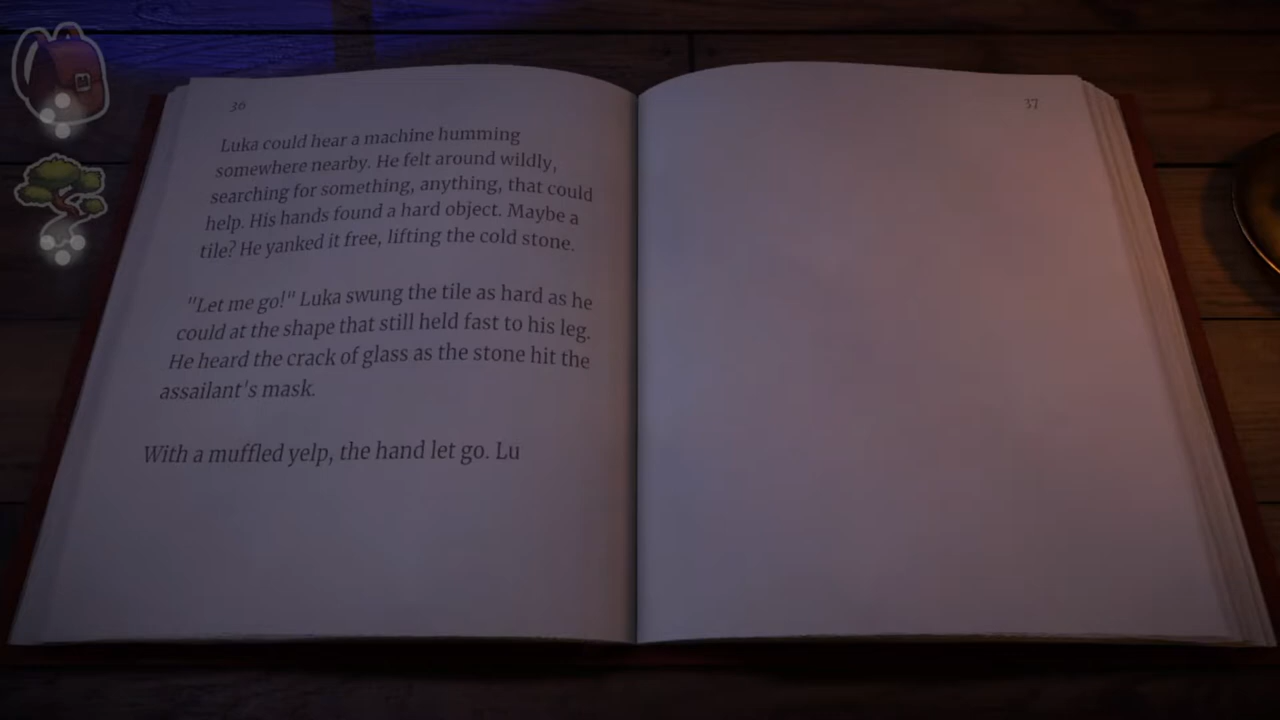 36
Luka could hear a machine humming
somewhere nearby. He felt around wildly,
searching for something, anything, that could
help. His hands found a hard object. Maybe a
tile? He yanked it free, lifting the cold stone.
"Let me go!" Luka swung the tile as hard as he
could at the shape that still held fast to his leg.
He heard the crack of glass as the stone hit the
assailant's mask.
With a muffled yelp, the hand let go. Lu
37